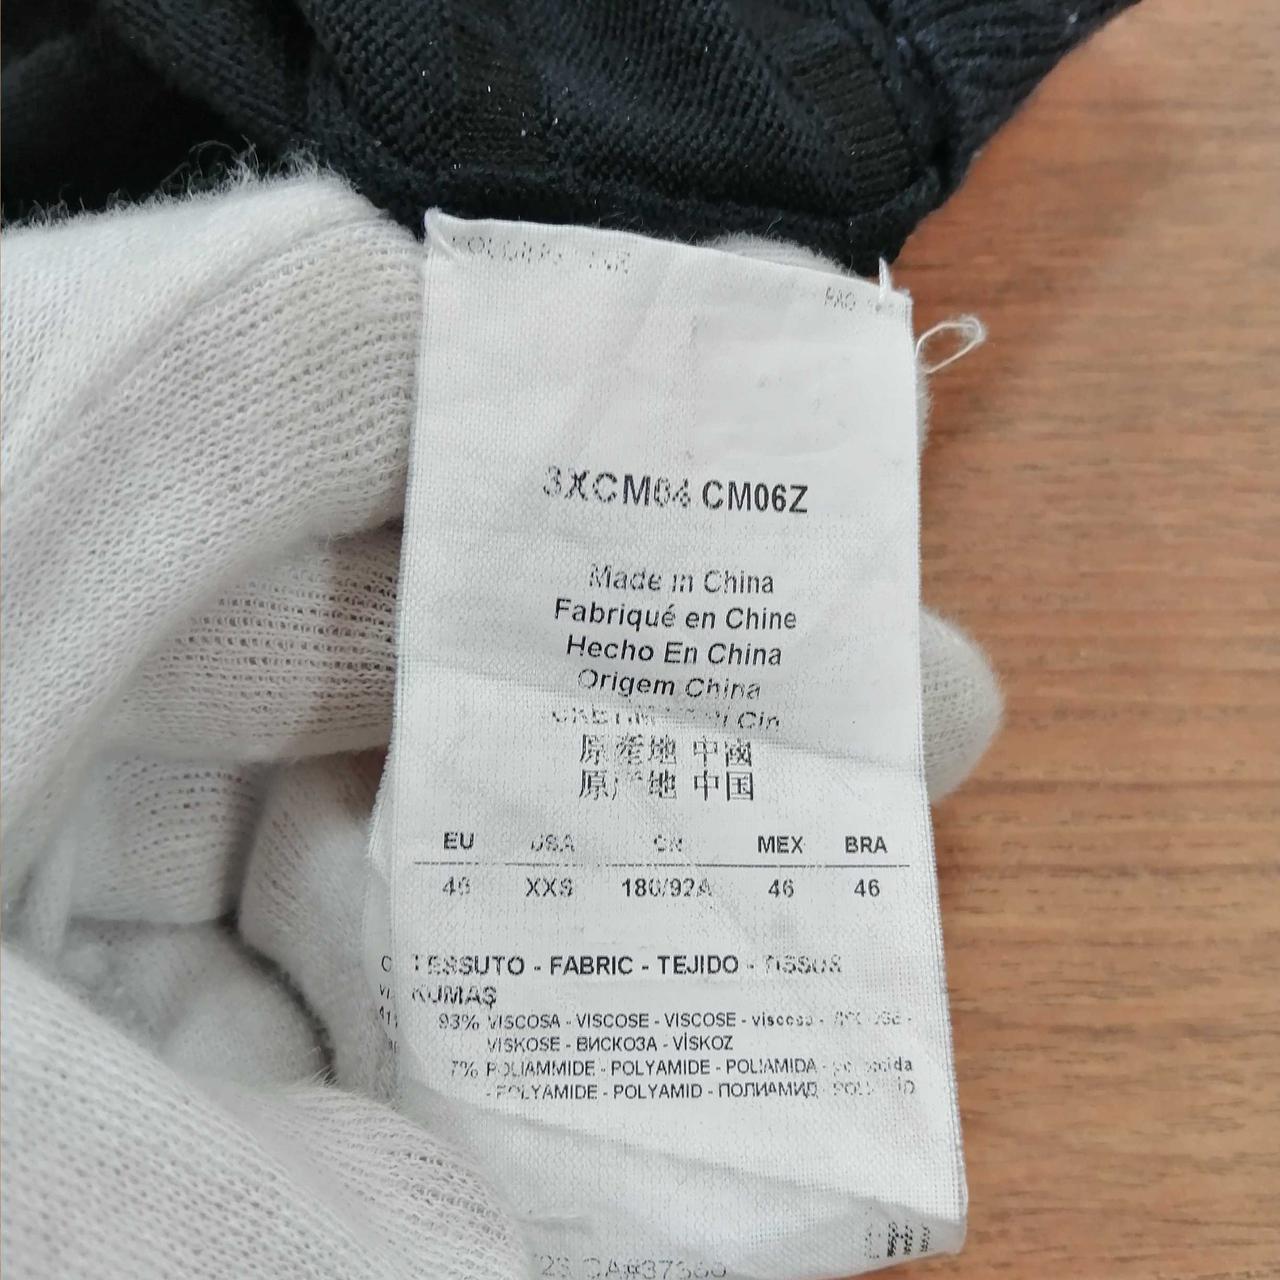 3XCM04 CM06Z
Made in China
Fabriqué en Chine
Hecho En China
Origem China
原產地 中國
原产地 中国
EU USA CN MEX BRA
XXS 180/92A 46 46
TESSUTO - FABRIC - TEJIDO - TISSUS
KUMAŞ
93% VISCOSA - VISCOSE - VISCOSE - viscosa -
VISKOSE - ВИСКОЗА - VİSKOZ
7% POLIAMMIDE - POLYAMIDE - POLIAMIDA - poliamida
- POLYAMIDE - POLYAMID - ПОЛИАМИД -